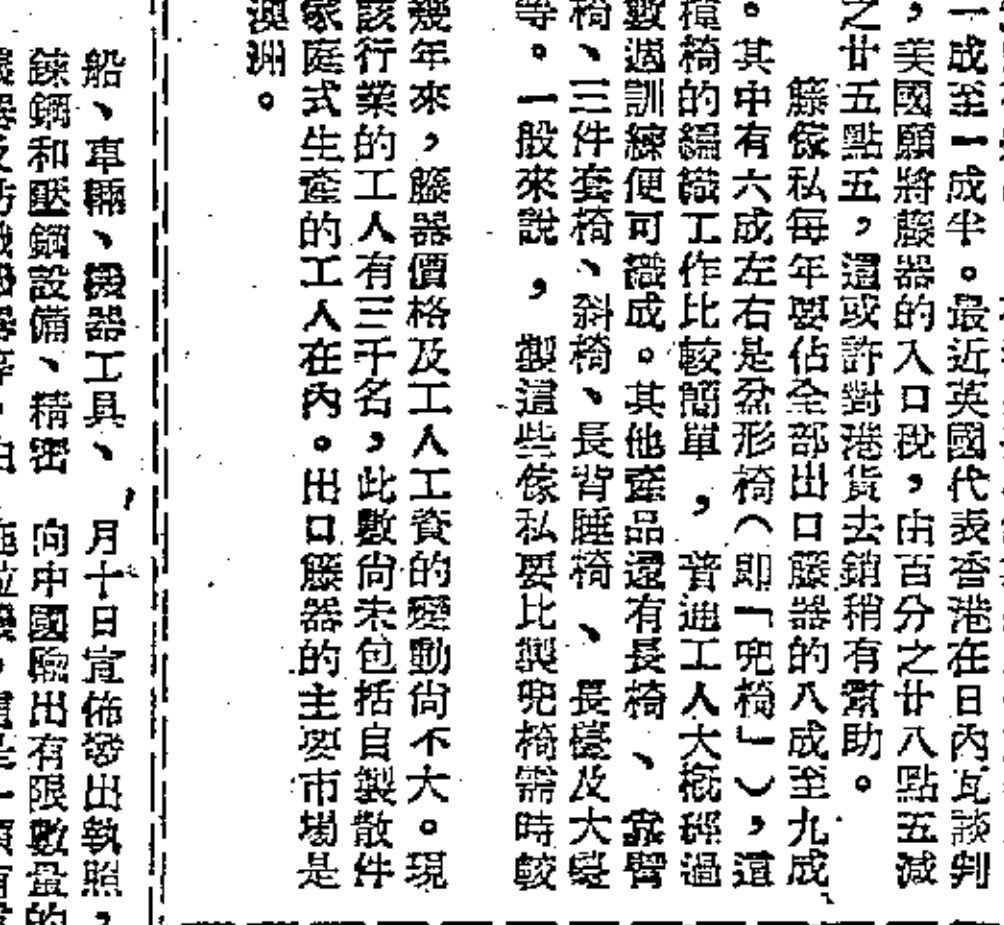 一成至一成半。最近英國代表香港在日內瓦談判
，美國願將籐器的入口稅，由百分之廿八點五減
之廿五點五，這或許對港貨去銷稍有幫助。
籐傢私每年要佔全部出口籐器的八成至九成
。其中有六成左右是盆形椅（即「兜椅」），這
種椅的編織工作比較簡單，普通工人大概經過
數週訓練便可織成。其他產品還有長椅、靠臂
椅、三件套椅、斜椅、長背睡椅、長檯及大
等。一般來說，製這些傢私要比製兜椅需時較
幾年來，籐器價格及工人工資的變動尚不大。現
該行業的工人有三千名，此數尚未包括自製散件
家庭式生產的工人在內。出口籐器的主要市場是
澳洲。
船、車輛、機器工具、
鍊鋼和壓鋼設備、精密
月十日宣佈發出執照，
向中國輸出有限數量的